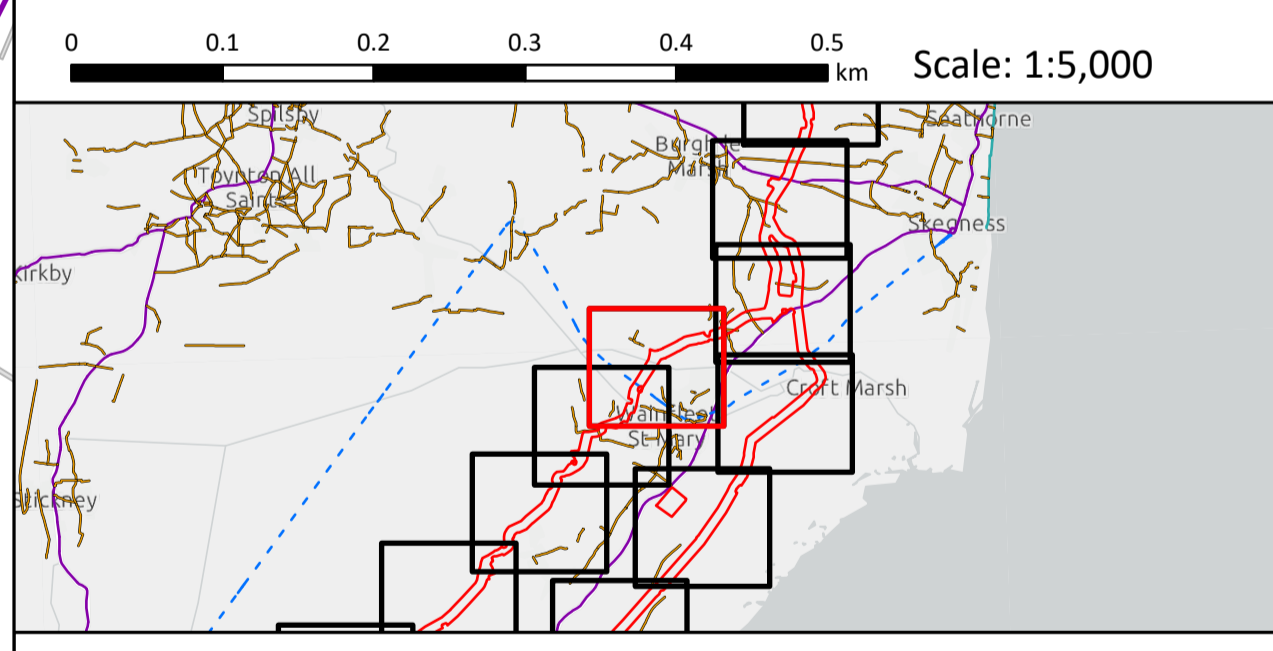 0 0.1 0.2 0.3 0.4 0.5
km
Scale: 1:5,000
Spilsby
Seathorne
Burgh le
Marsh
Toynton All
Saints
Skegness
Kirkby
Croft Marsh
Wainfleet
St Mary
Stickney